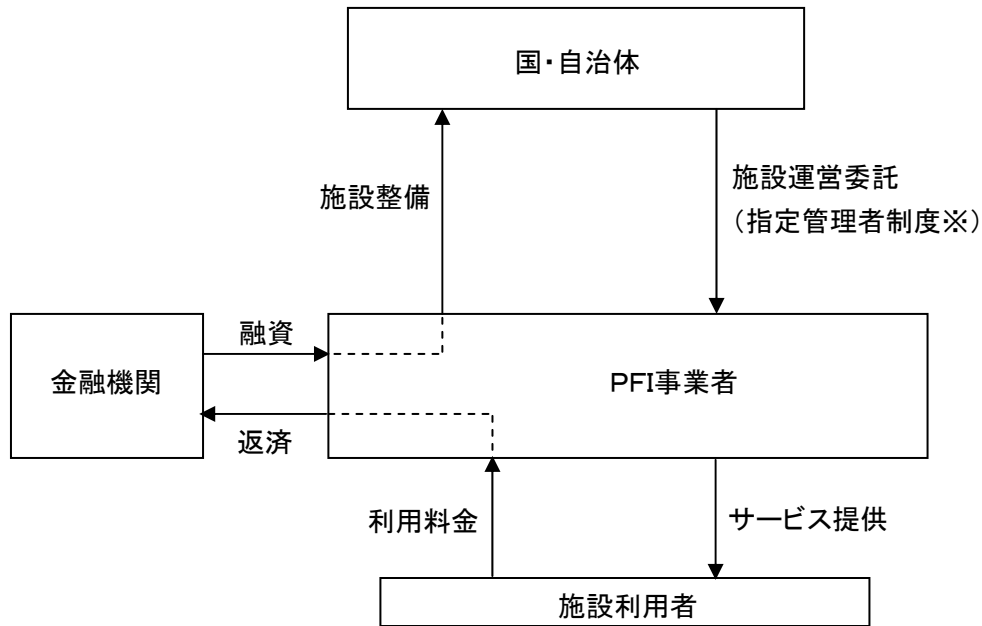 国・自治体
施設整備
施設運営委託
（指定管理者制度※）
融資
金融機関
PFI事業者
返済
利用料金
サービス提供
施設利用者